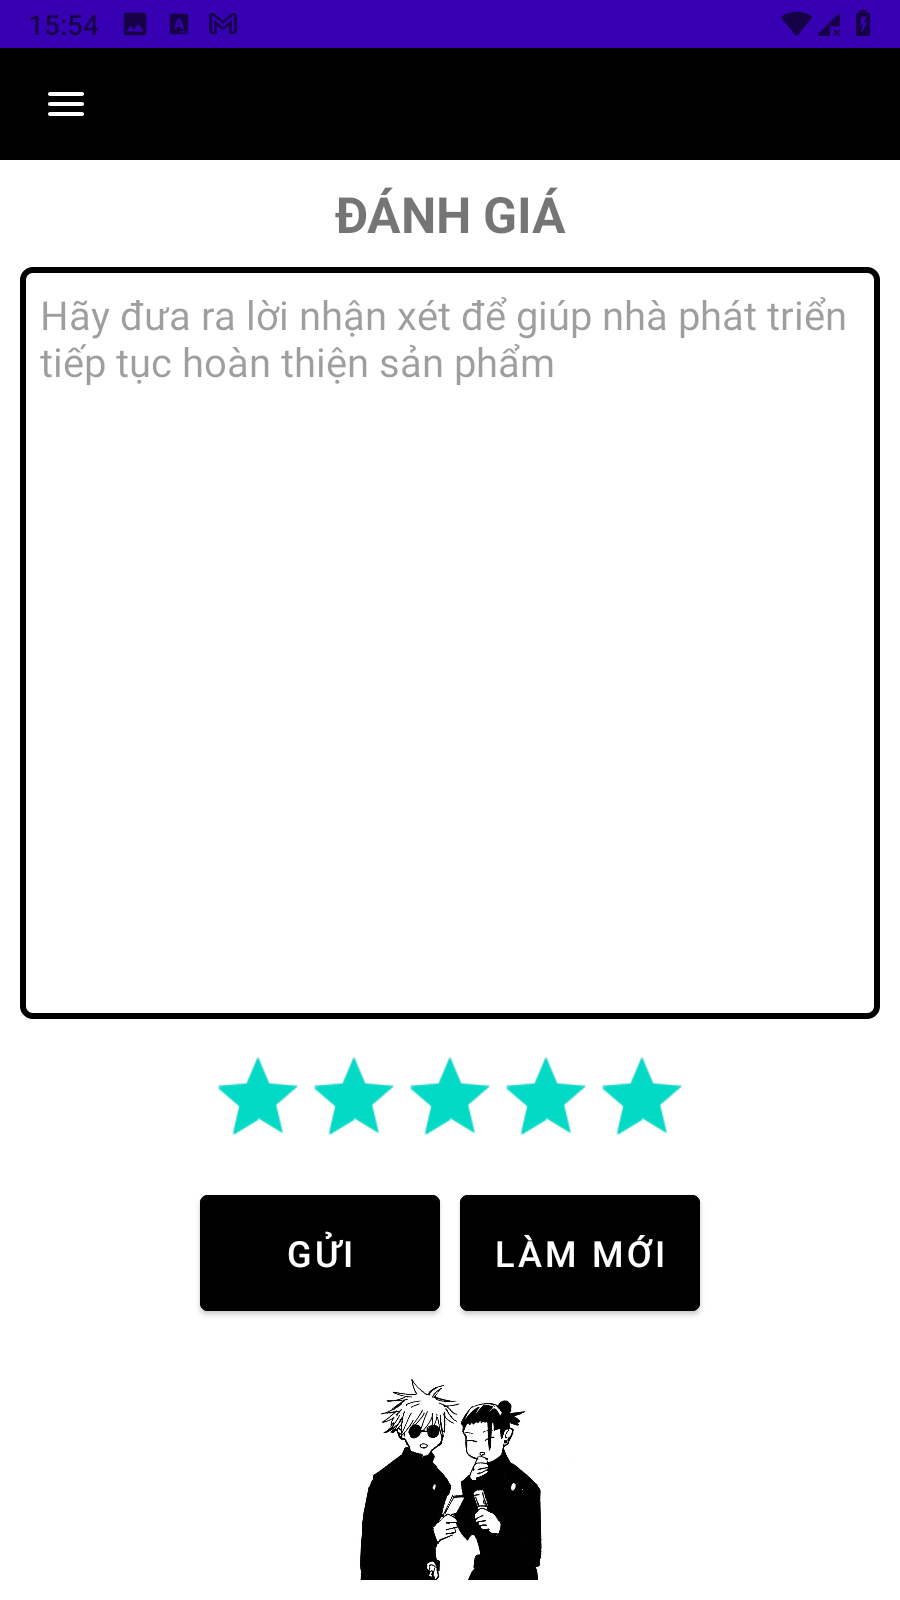 15:54
ĐÁNH GIÁ
Hãy đưa ra lời nhận xét để giúp nhà phát triển
tiếp tục hoàn thiện sản phẩm
GỬI
LÀM MỚI